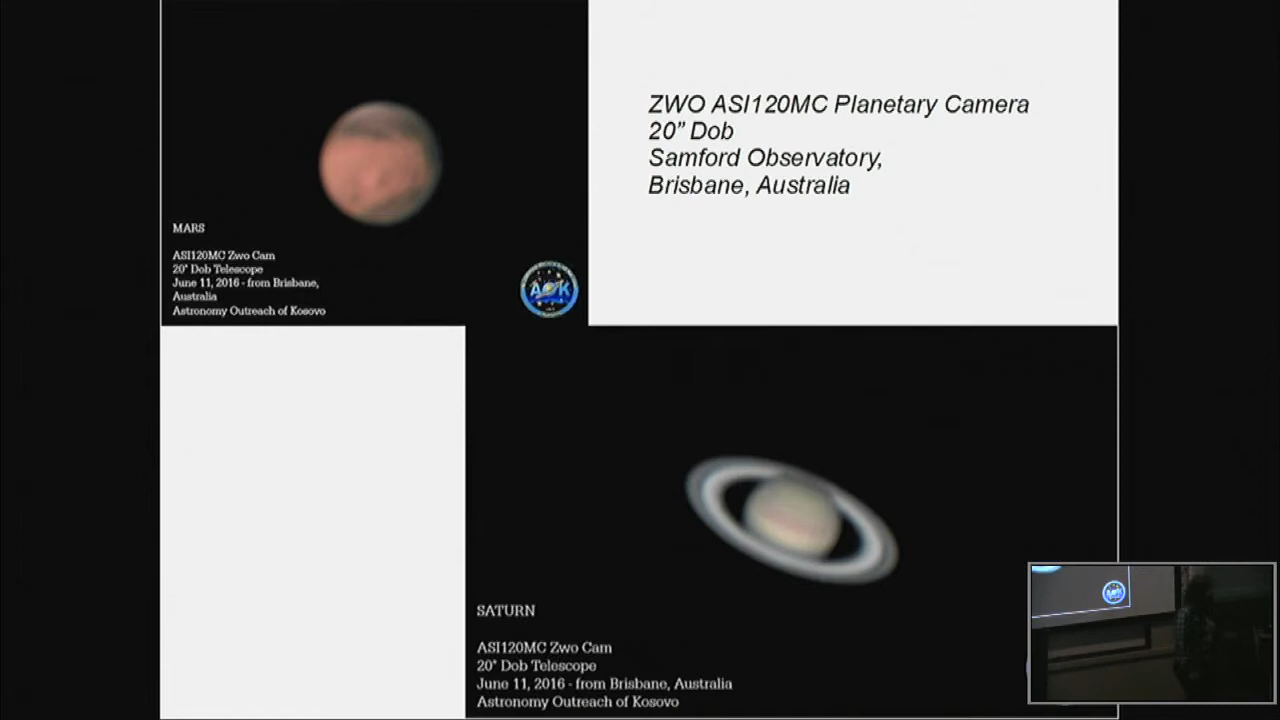 ZWO ASI120MC Planetary Camera
20” Dob
Samford Observatory,
Brisbane, Australia
MARS
ASI120MC Zwo Cam
20" Dob Telescope
June 11, 2016 - from Brisbane,
Australia
Astronomy Outreach of Kosovo
AOK
SATURN
ASI120MC Zwo Cam
20" Dob Telescope
June 11, 2016 - from Brisbane, Australia
Astronomy Outreach of Kosovo
AOK